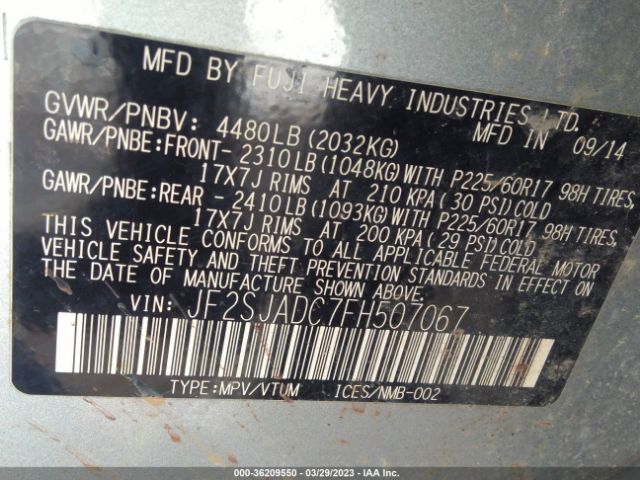 MFD BY FUJI HEAVY INDUSTRIES LTD.
GVWR/PNBV: 4480LB(2032KG) MFD IN 09/14
GAWR/PNBE:FRONT- 2310LB(1048KG)WITH P225/60R17 98H TIRES,
17X7J RIMS AT 210 KPA(30 PSI)COLD
GAWR/PNBE:REAR - 2410LB(1093KG)WITH P225/60R17 98H TIRES,
17X7J RIMS AT 200 KPA(29 PSI)COLD
THIS VEHICLE CONFORMS TO ALL APPLICABLE FEDERAL MOTOR
VEHICLE SAFETY AND THEFT PREVENTION STANDARDS IN EFFECT ON
THE DATE OF MANUFACTURE SHOWN ABOVE.
VIN: JF2SJADC7FH507067
TYPE:MPV/VTUM ICES/NMB-002
000-36209550 - 03/29/2023 - IAA Inc.